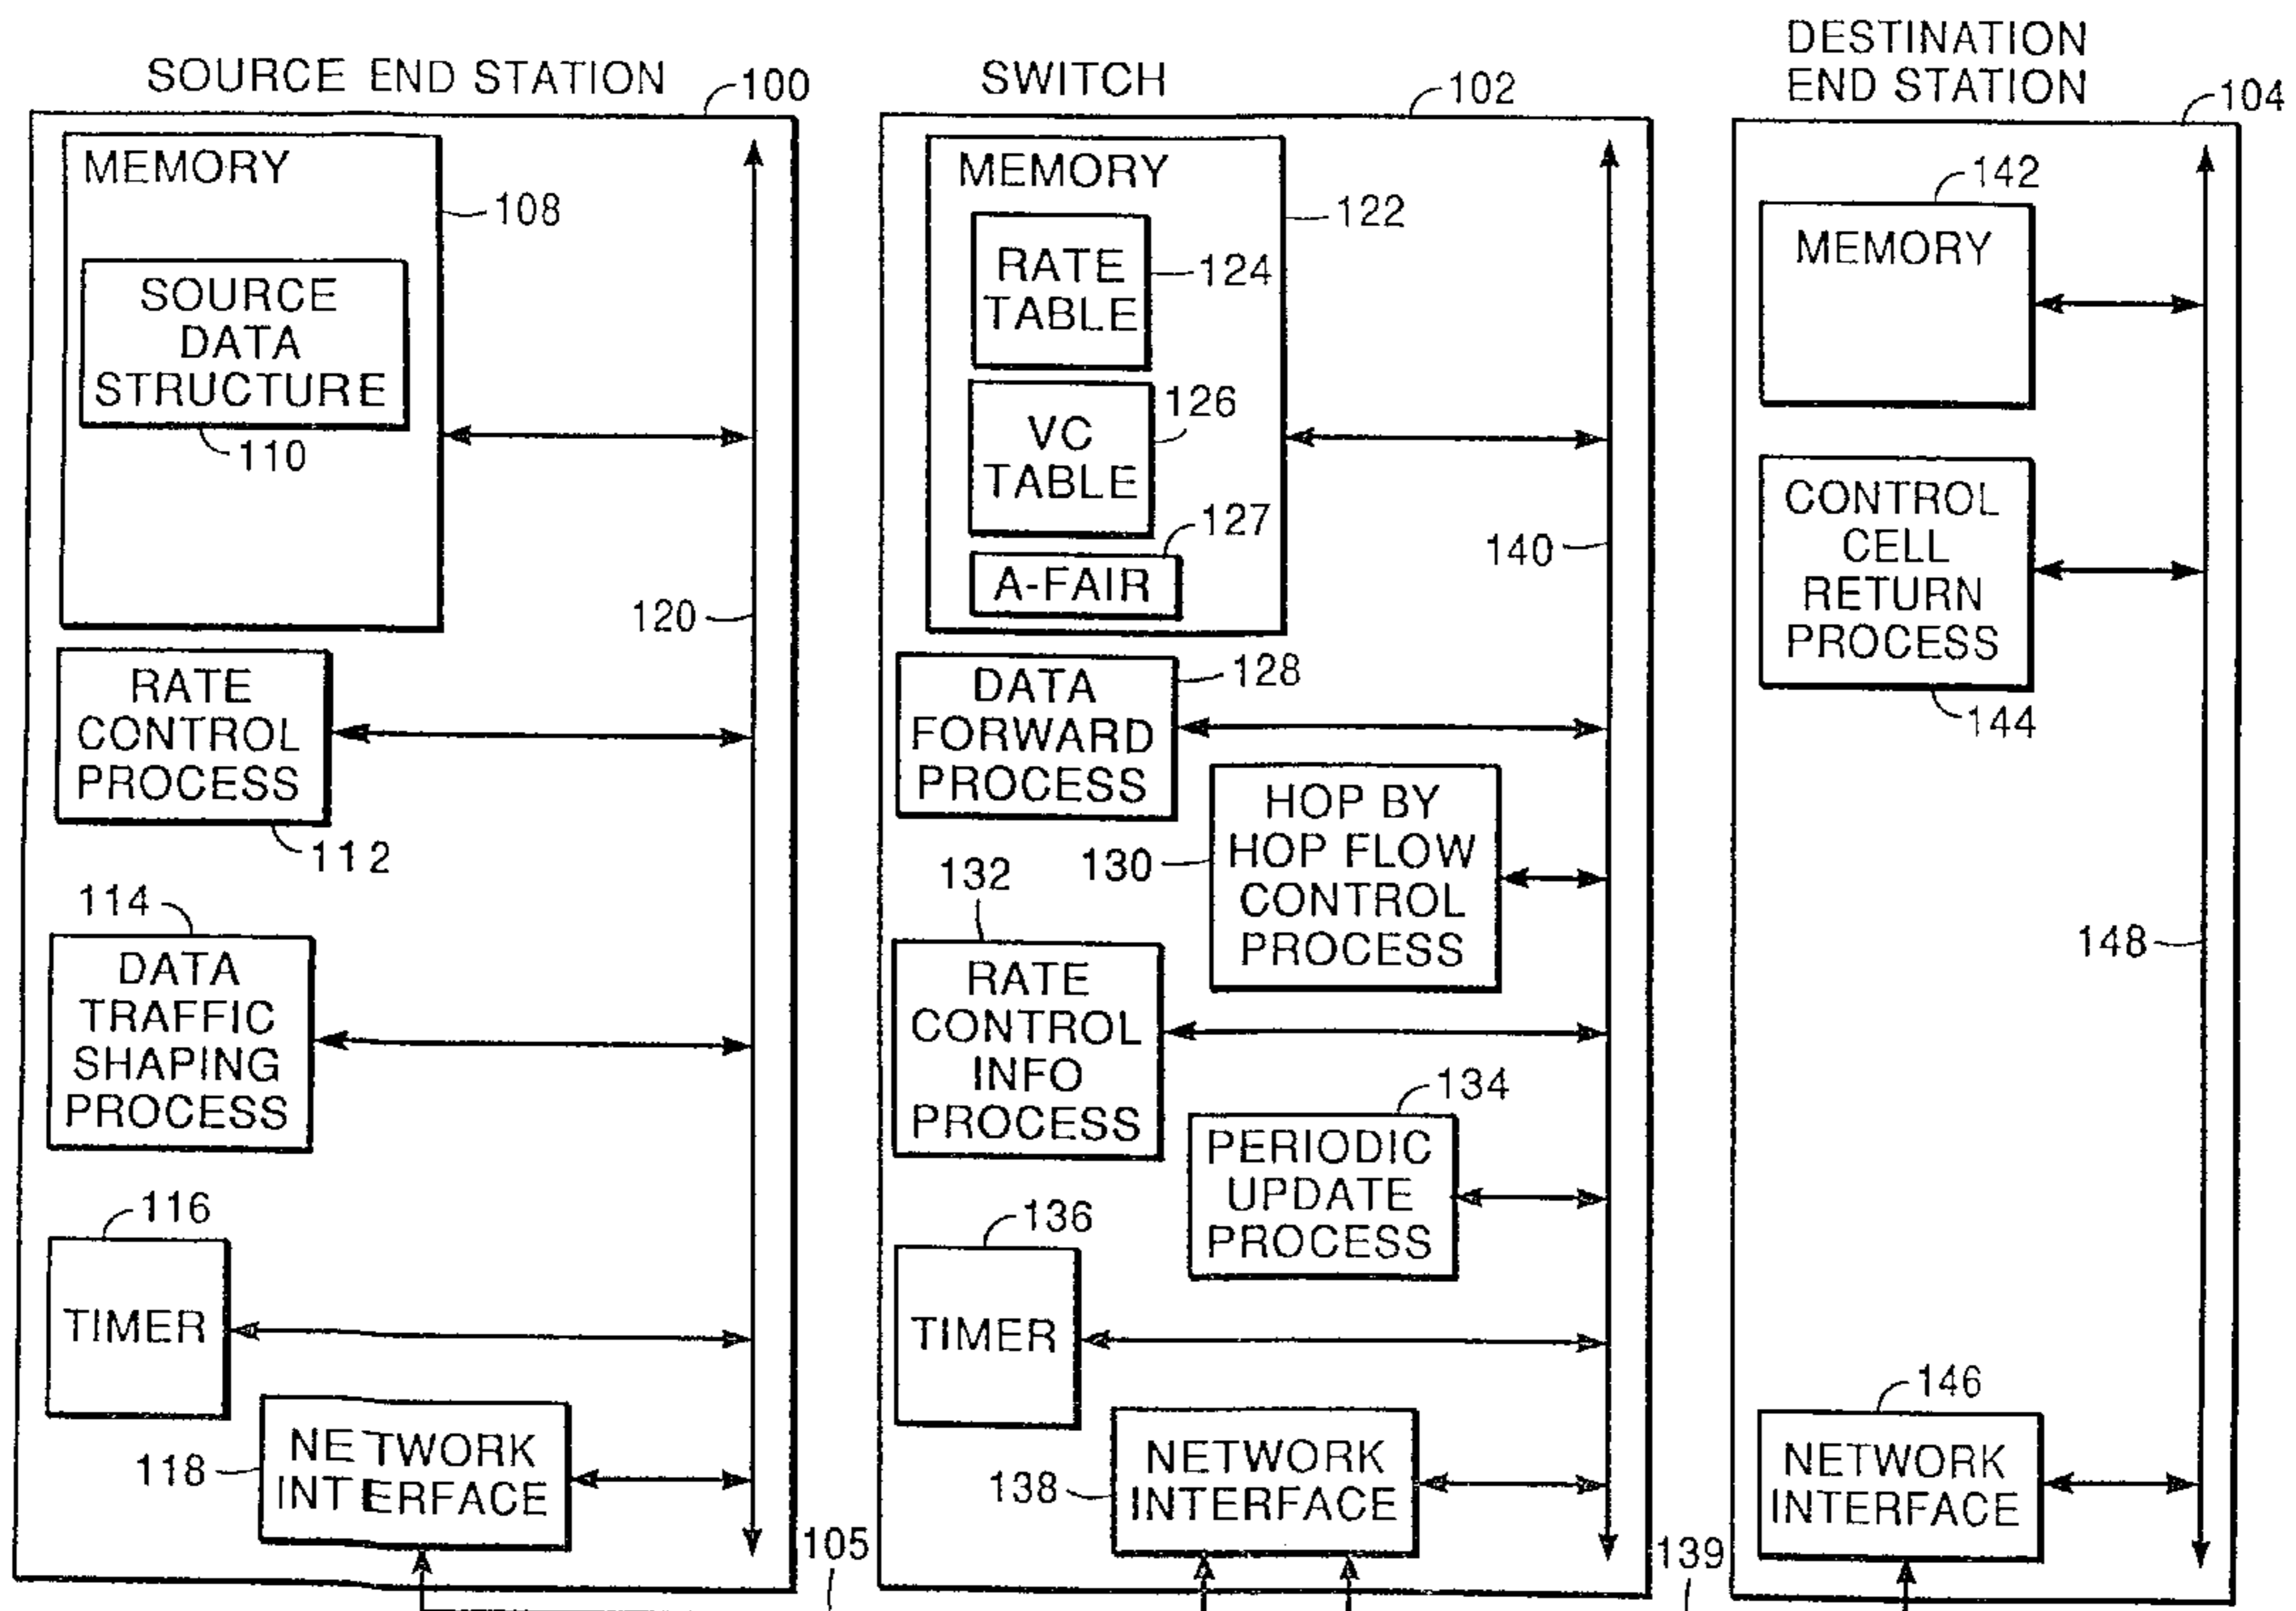 SOURCE END STATION
100
MEMORY
108
SOURCE
DATA
STRUCTURE
110
120
RATE
CONTROL
PROCESS
112
114
DATA
TRAFFIC
SHAPING
PROCESS
116
TIMER
118
NETWORK
INTERFACE
105
SWITCH
102
MEMORY
122
RATE
TABLE
124
126
VC
TABLE
127
A-FAIR
140
128
DATA
FORWARD
PROCESS
130
HOP BY
HOP FLOW
CONTROL
PROCESS
132
RATE
CONTROL
INFO
PROCESS
134
PERIODIC
UPDATE
PROCESS
136
TIMER
138
NETWORK
INTERFACE
139
DESTINATION
END STATION
104
142
MEMORY
CONTROL
CELL
RETURN
PROCESS
144
148
146
NETWORK
INTERFACE